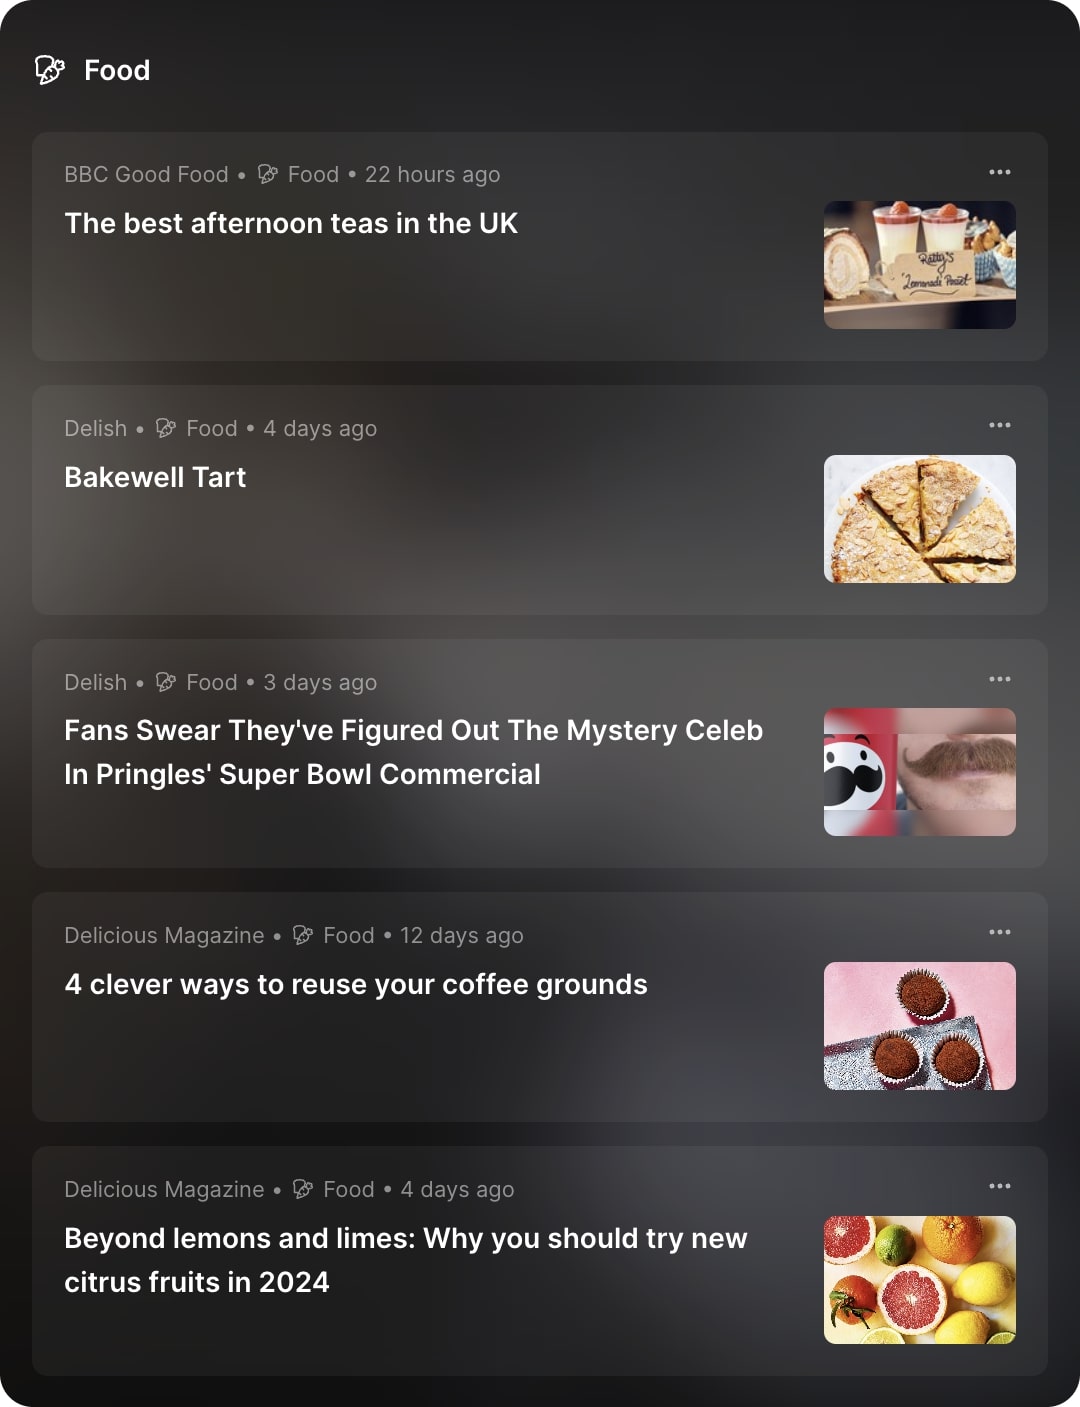 Food
BBC Good Food • Food • 22 hours ago
The best afternoon teas in the UK
Ratty's
"Lemonade Posset"
Delish • Food • 4 days ago
Bakewell Tart
Delish • Food • 3 days ago
Fans Swear They've Figured Out The Mystery Celeb
In Pringles' Super Bowl Commercial
Delicious Magazine • Food • 12 days ago
4 clever ways to reuse your coffee grounds
Delicious Magazine • Food • 4 days ago
Beyond lemons and limes: Why you should try new
citrus fruits in 2024